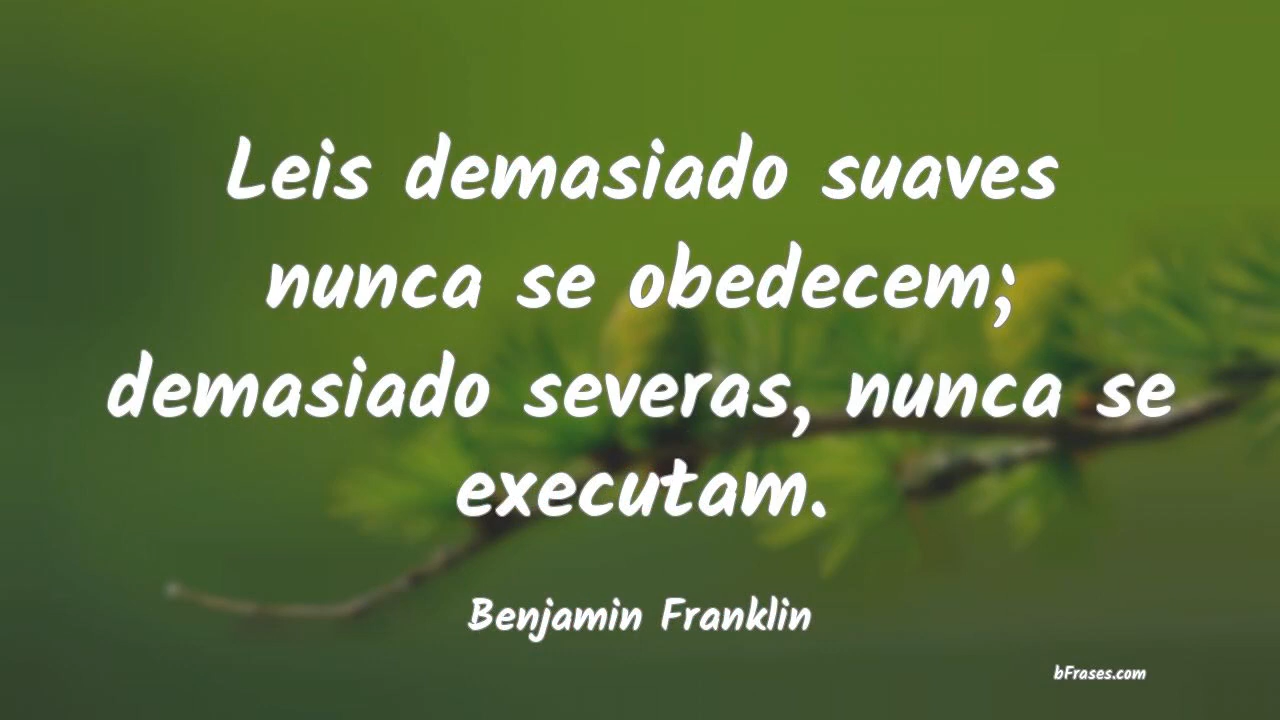 Leis demasiado suaves
nunca se obedecem;
demasiado severas, nunca se
executam.
Benjamin Franklin
bFrases.com